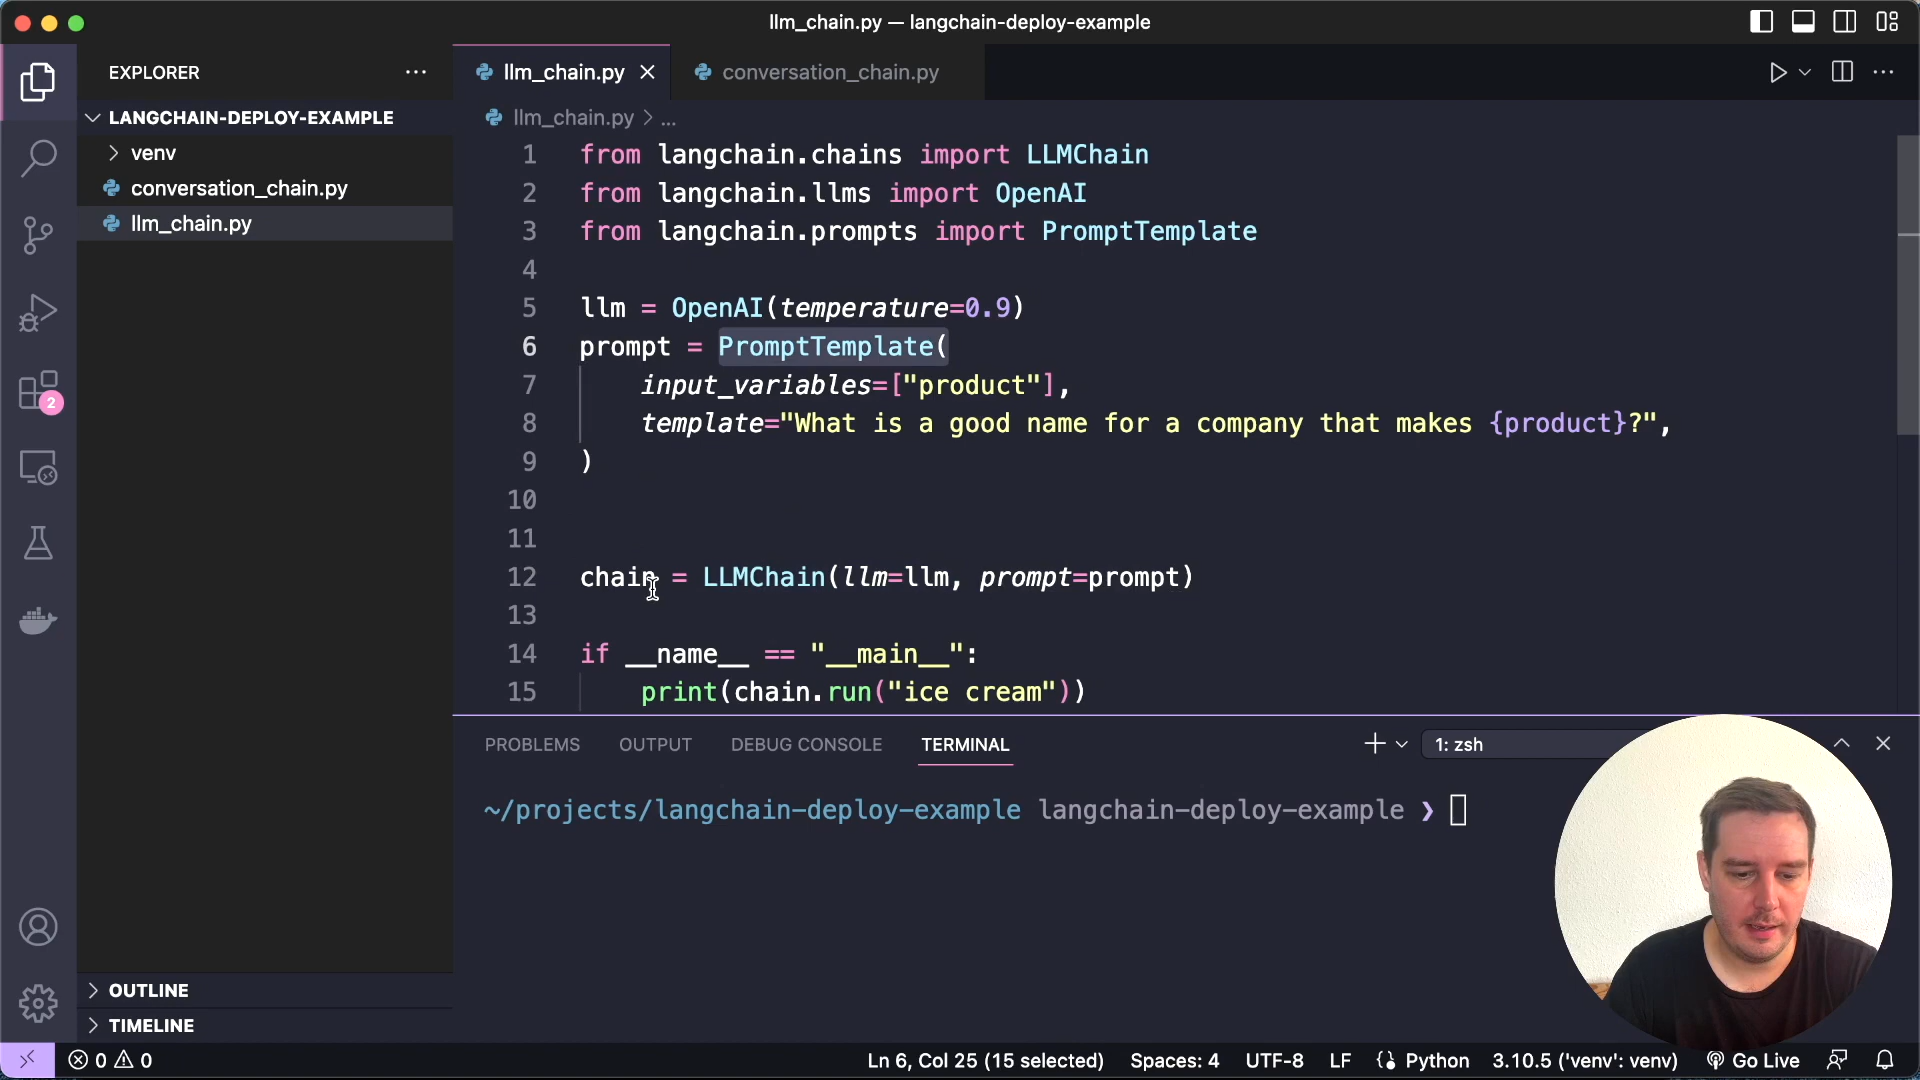 llm_chain.py — langchain-deploy-example
EXPLORER
LANGCHAIN-DEPLOY-EXAMPLE
venv
conversation_chain.py
llm_chain.py
2
OUTLINE
TIMELINE
llm_chain.py
conversation_chain.py
llm_chain.py > ...
1 from langchain.chains import LLMChain
2 from langchain.llms import OpenAI
3 from langchain.prompts import PromptTemplate
4
5 llm = OpenAI(temperature=0.9)
6 prompt = PromptTemplate(
7 input_variables=["product"],
8 template="What is a good name for a company that makes {product}?",
9 )
10
11
12 chain = LLMChain(llm=llm, prompt=prompt)
13
14 if __name__ == "__main__":
15 print(chain.run("ice cream"))
PROBLEMS OUTPUT DEBUG CONSOLE TERMINAL
1: zsh
~/projects/langchain-deploy-example langchain-deploy-example ❯
0 0
Ln 6, Col 25 (15 selected) Spaces: 4 UTF-8 LF Python 3.10.5 ('venv': venv) Go Live